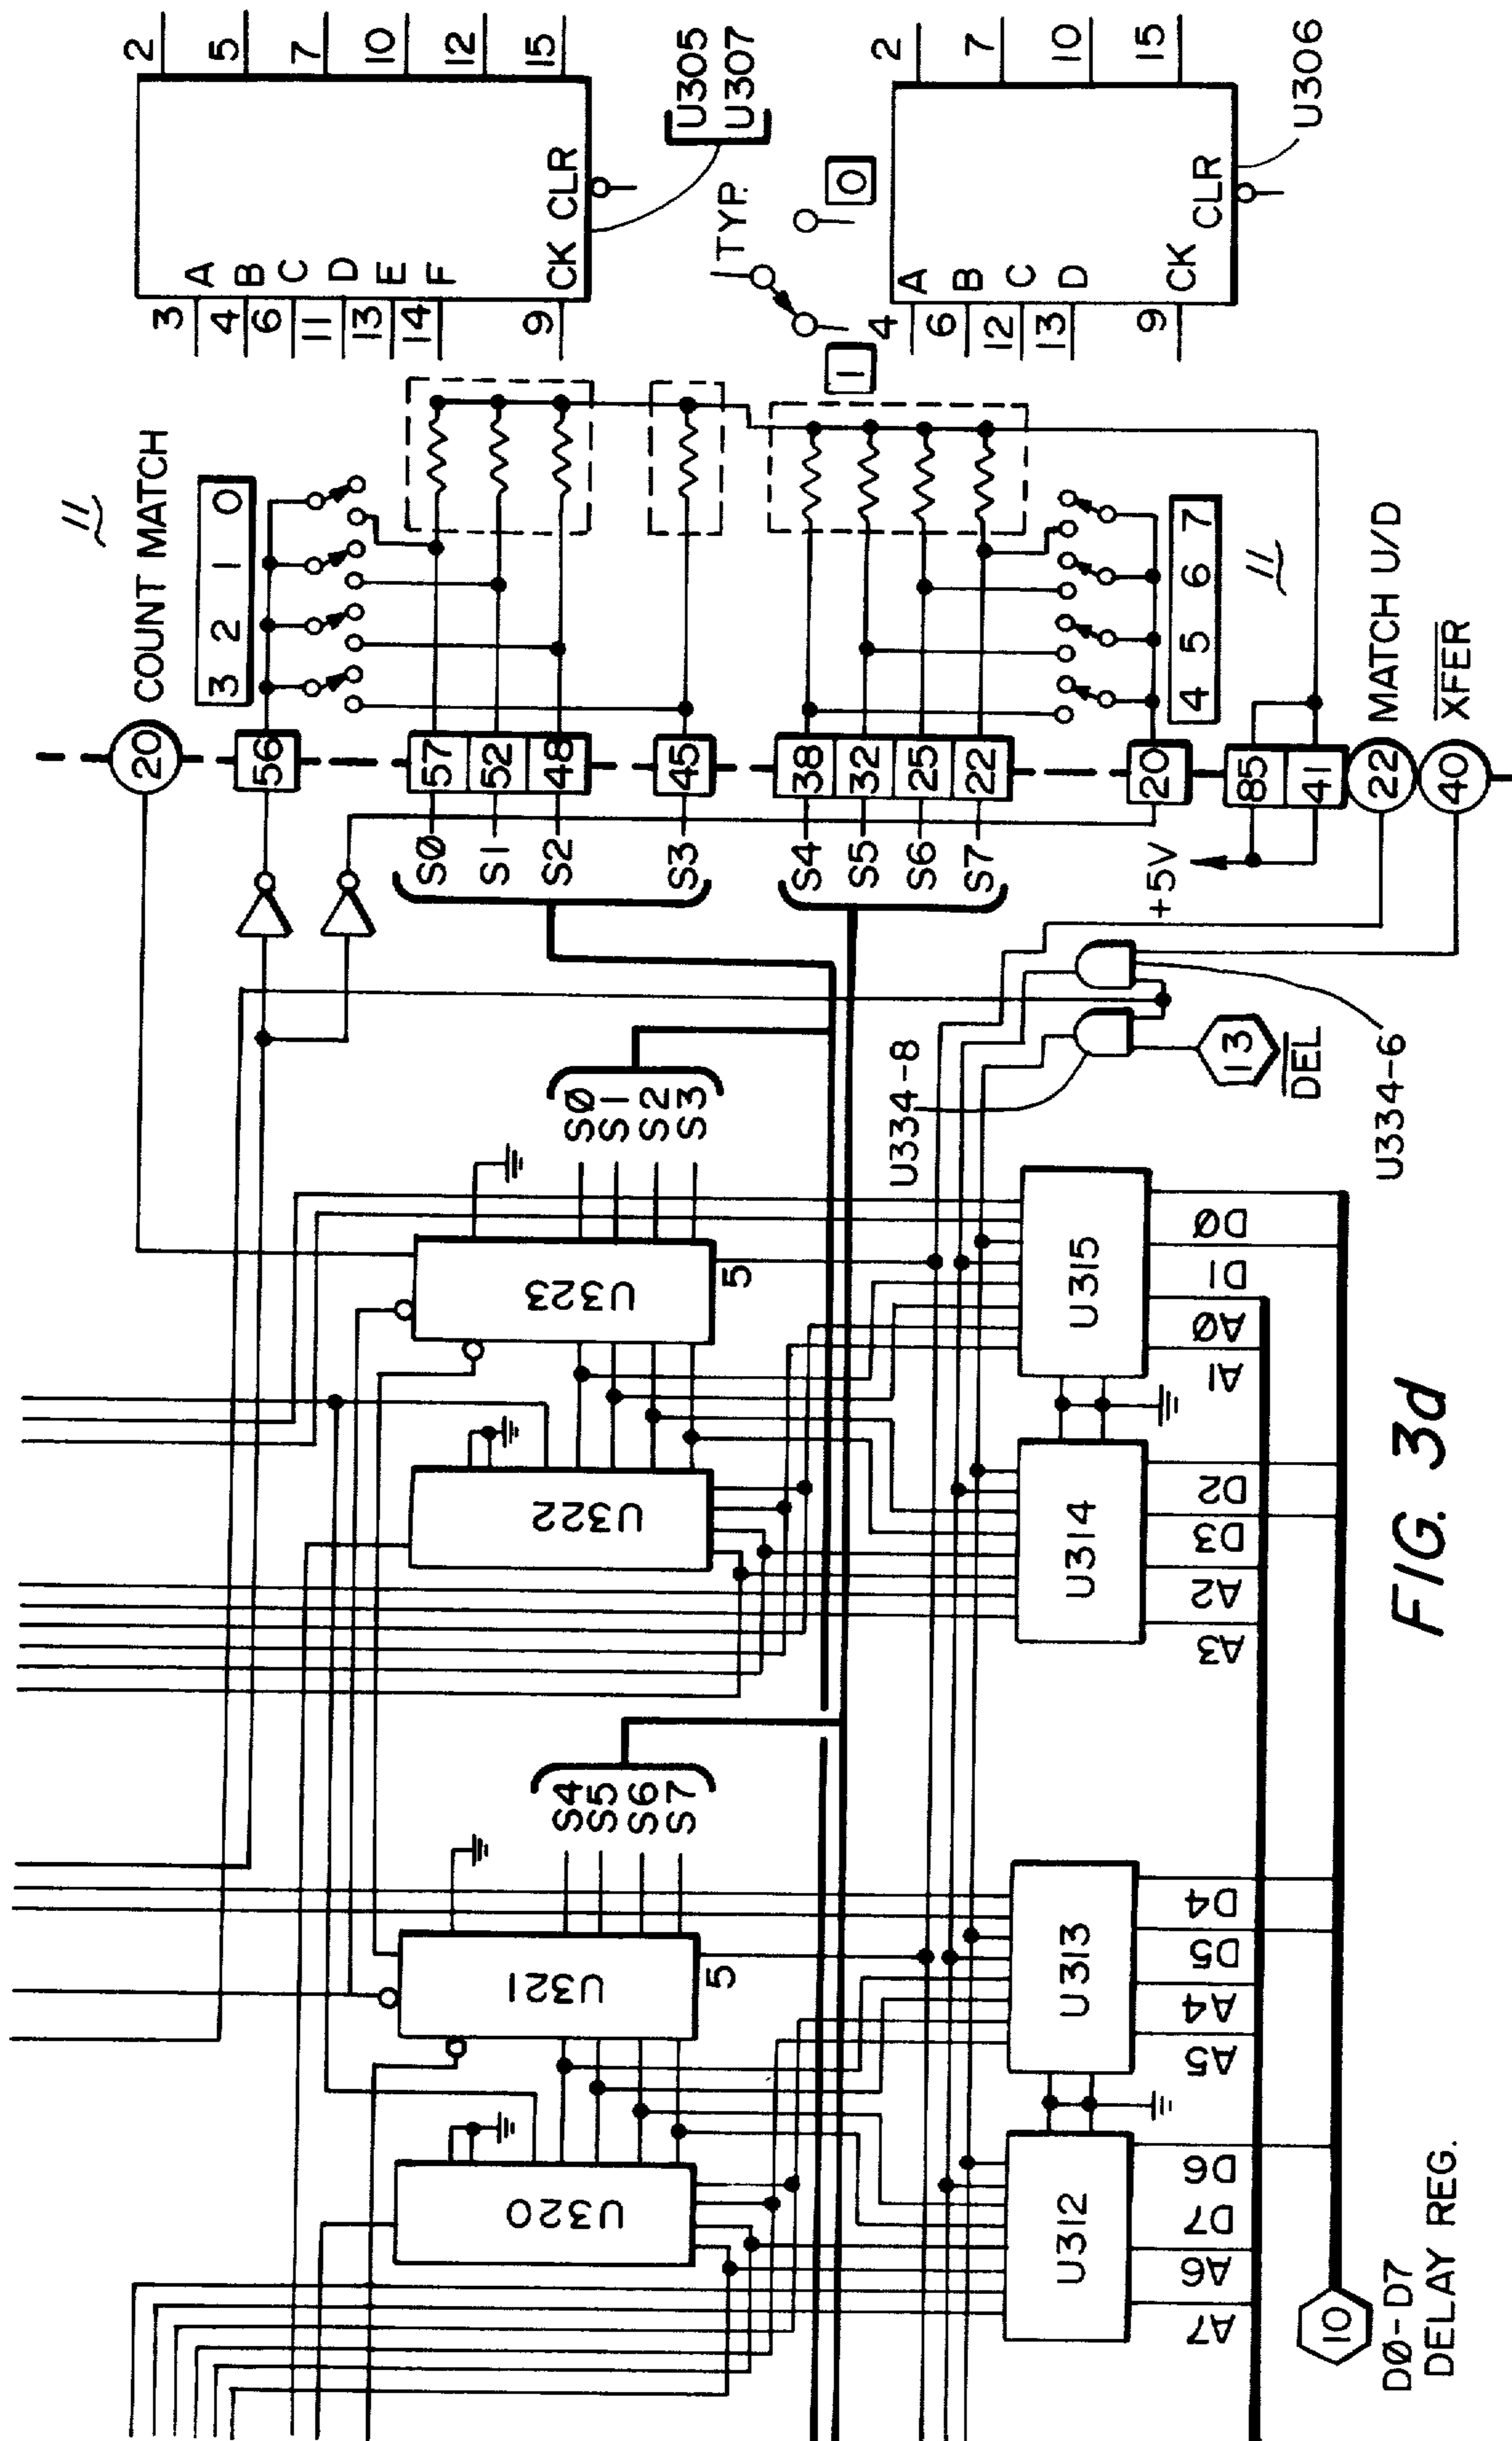 2
5
7
10
12
15
A
B
C
D
E
F
CK
CLR
3
4
6
11
13
14
9
U305
U307
TYP.
1
0
2
7
10
15
A
B
C
D
CK
CLR
4
6
12
13
9
U306
11
COUNT MATCH
3 2 1 0
4 5 6 7
11
20
56
57
52
48
45
38
32
25
22
20
85
41
22
MATCH U/D
40
XFER
S0
S1
S2
S3
S4
S5
S6
S7
+5V
S0
S1
S2
S3
U334-8
13
DEL
U334-6
U323
5
U322
U315
D0
D1
A0
A1
U314
D2
D3
A2
A3
S4
S5
S6
S7
U321
5
U320
U313
D4
D5
A4
A5
U312
D6
D7
A6
A7
10
DØ-D7
DELAY REG.
FIG. 3d